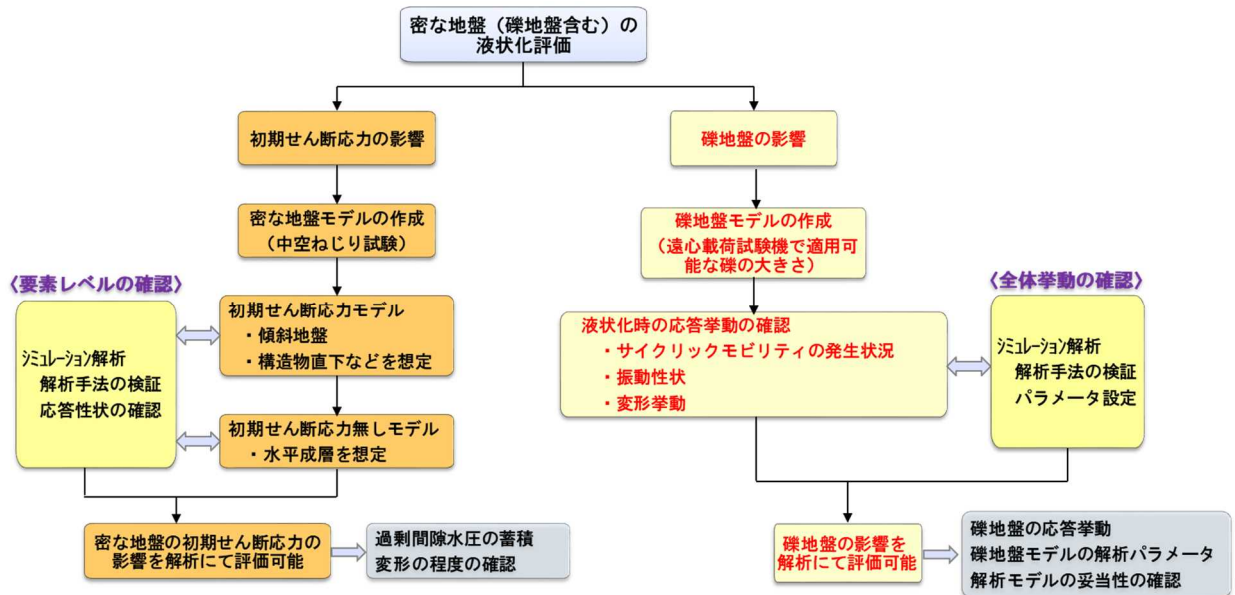 密な地盤（礫地盤含む）の
液状化評価
初期せん断応力の影響
密な地盤モデルの作成
（中空ねじり試験）
〈要素レベルの確認〉
ｼﾐｭﾚｰｼｮﾝ解析
解析手法の検証
応答性状の確認
初期せん断応力モデル
・傾斜地盤
・構造物直下などを想定
初期せん断応力無しモデル
・水平成層を想定
密な地盤の初期せん断応力の
影響を解析にて評価可能
過剰間隙水圧の蓄積
変形の程度の確認
礫地盤の影響
礫地盤モデルの作成
（遠心載荷試験機で適用可
能な礫の大きさ）
液状化時の応答挙動の確認
・サイクリックモビリティの発生状況
・振動性状
・変形挙動
〈全体挙動の確認〉
ｼﾐｭﾚｰｼｮﾝ解析
解析手法の検証
パラメータ設定
礫地盤の影響を
解析にて評価可能
礫地盤の応答挙動
礫地盤モデルの解析パラメータ
解析モデルの妥当性の確認